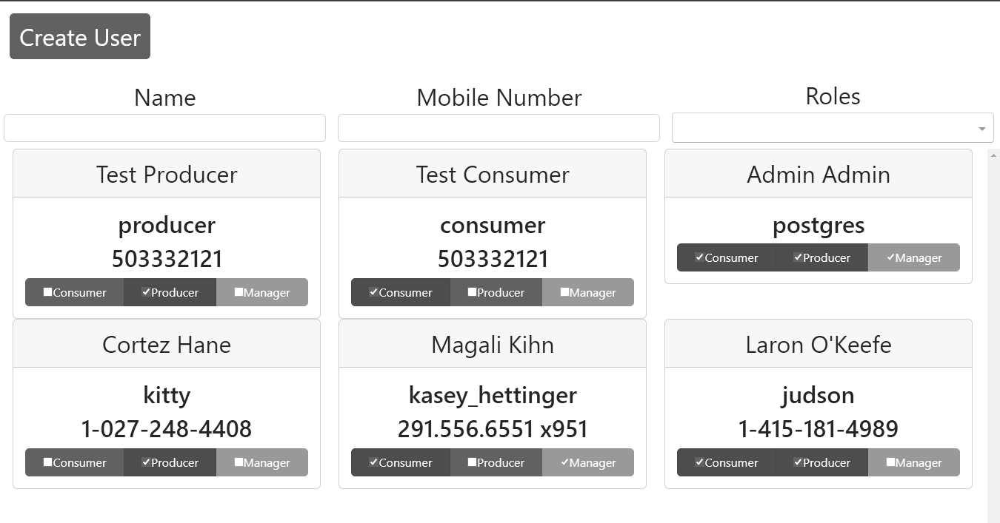 Create User
Name Mobile Number Roles
Test Producer Test Consumer Admin Admin
producer consumer postgres
503332121 503332121
Consumer Producer Manager
Consumer Producer Manager
Consumer Producer Manager
Cortez Hane Magali Kihn Laron O'Keefe
kitty kasey_hettinger judson
1-027-248-4408 291.556.6551 x951 1-415-181-4989
Consumer Producer Manager Consumer Producer Manager Consumer Producer Manager